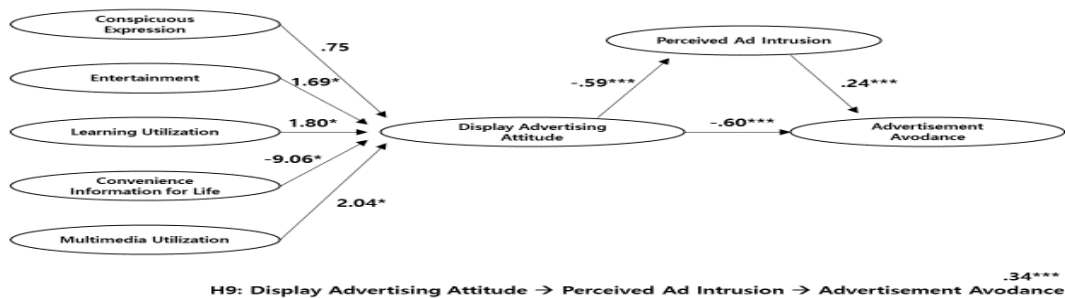 Conspicuous
Expression
.75
Perceived Ad Intrusion
Entertainment
1.69*
-.59***
.24***
Learning Utilization
1.80*
Display Advertising
Attitude
-.60***
Advertisement
Avodance
-9.06*
Convenience
Information for Life
2.04*
Multimedia Utilization
.34***
H9: Display Advertising Attitude → Perceived Ad Intrusion → Advertisement Avodance